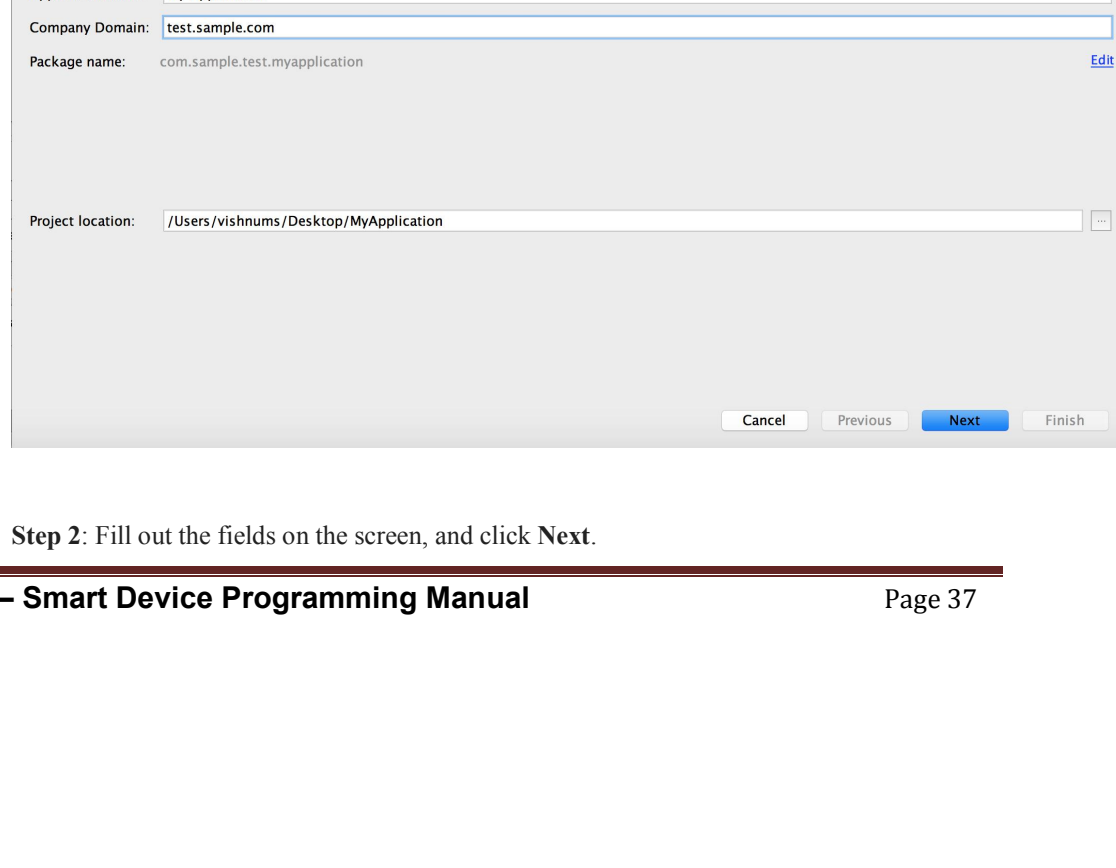 Company Domain: test.sample.com
Package name: com.sample.test.myapplication Edit
Project location: /Users/vishnums/Desktop/MyApplication ...
Cancel Previous Next Finish
Step 2: Fill out the fields on the screen, and click Next.
– Smart Device Programming Manual Page 37